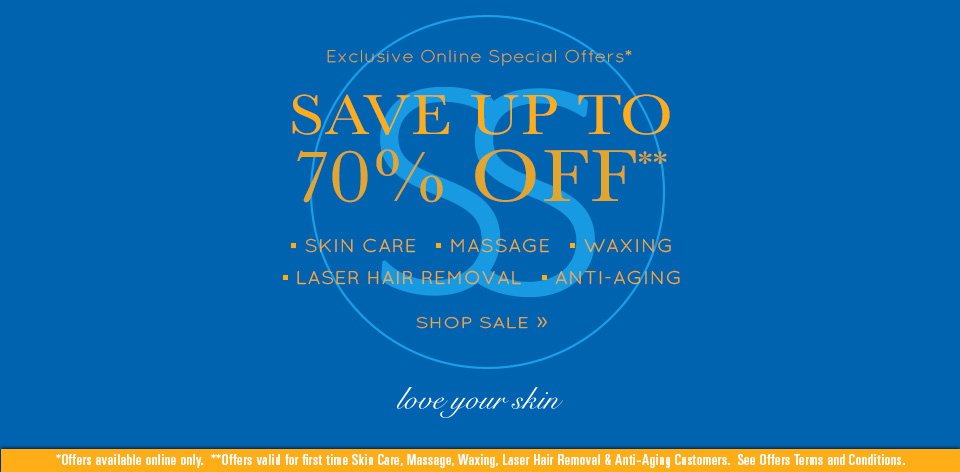 Exclusive Online Special Offers*
SAVE UP TO
70% OFF**
SS
▪ SKIN CARE ▪ MASSAGE ▪ WAXING
▪ LASER HAIR REMOVAL ▪ ANTI-AGING
SHOP SALE »
love your skin
*Offers available online only. **Offers valid for first time Skin Care, Massage, Waxing, Laser Hair Removal & Anti-Aging Customers. See Offers Terms and Conditions.